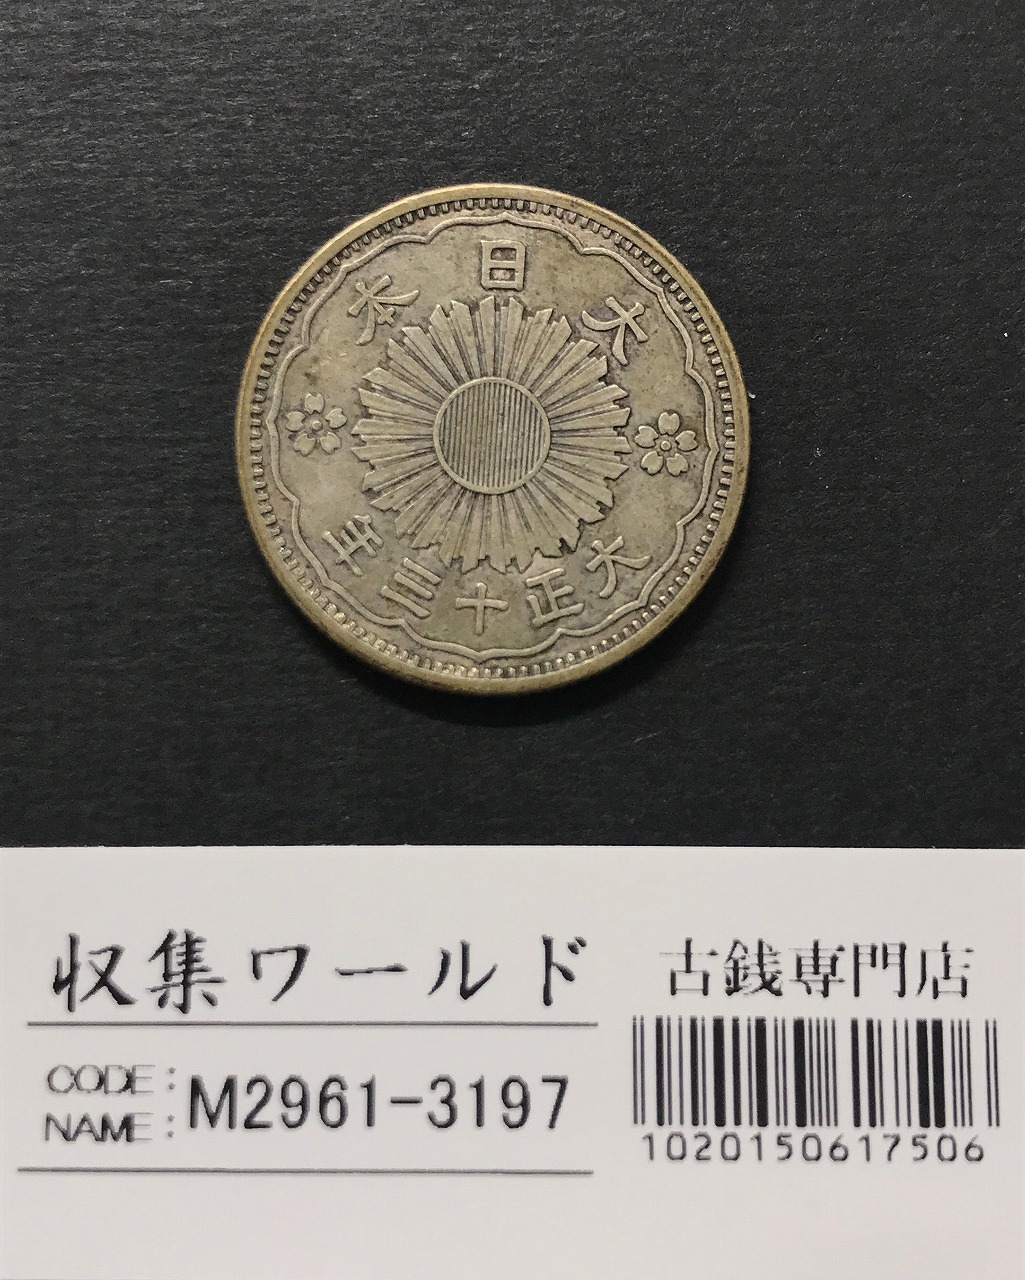 大日本
大正十三年
収集ワールド
古銭専門店
CODE:
NAME:
M2961-3197
1020150617506